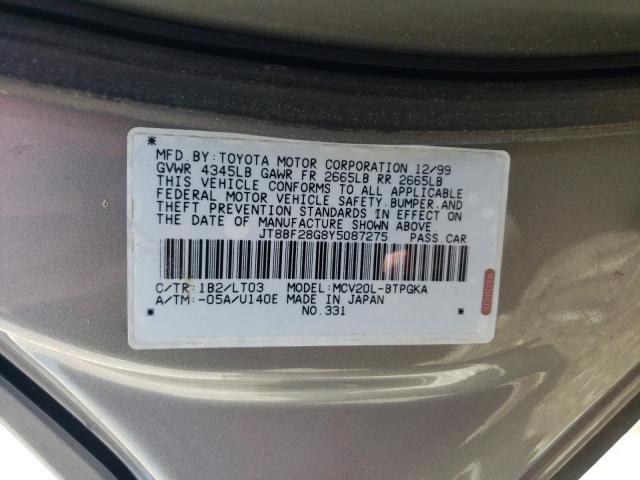 MFD.BY:TOYOTA MOTOR CORPORATION 12/99
GVWR 4345LB GAWR FR 2665LB RR 2665LB
THIS VEHICLE CONFORMS TO ALL APPLICABLE
FEDERAL MOTOR VEHICLE SAFETY.BUMPER.AND
THEFT PREVENTION STANDARDS IN EFFECT ON
THE DATE OF MANUFACTURE SHOWN ABOVE.
JT8BF28G8Y5087275 PASS.CAR
C/TR:1B2/LT03 MODEL:MCV20L-BTPGKA
A/TM:-05A/U140E MADE IN JAPAN
NO.331